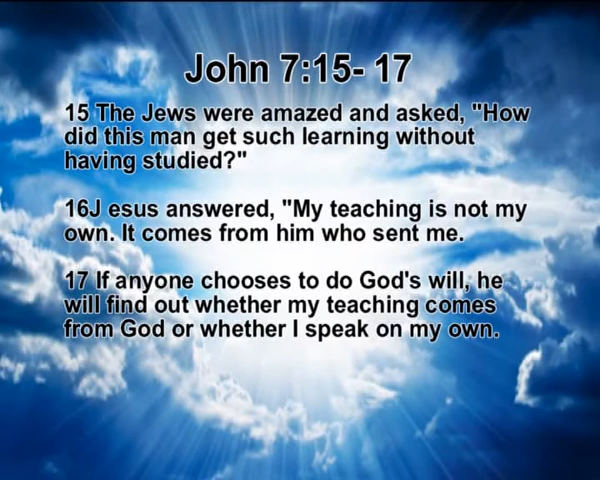 John 7:15- 17
15 The Jews were amazed and asked, "How
did this man get such learning without
having studied?"
16J esus answered, "My teaching is not my
own. It comes from him who sent me.
17 If anyone chooses to do God's will, he
will find out whether my teaching comes
from God or whether I speak on my own.